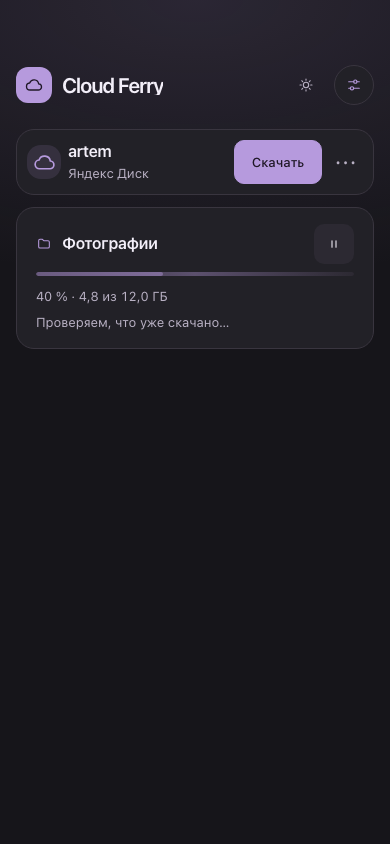 Cloud Ferry
artem
Яндекс Диск
Скачать
Фотографии
40 % · 4,8 из 12,0 ГБ
Проверяем, что уже скачано...